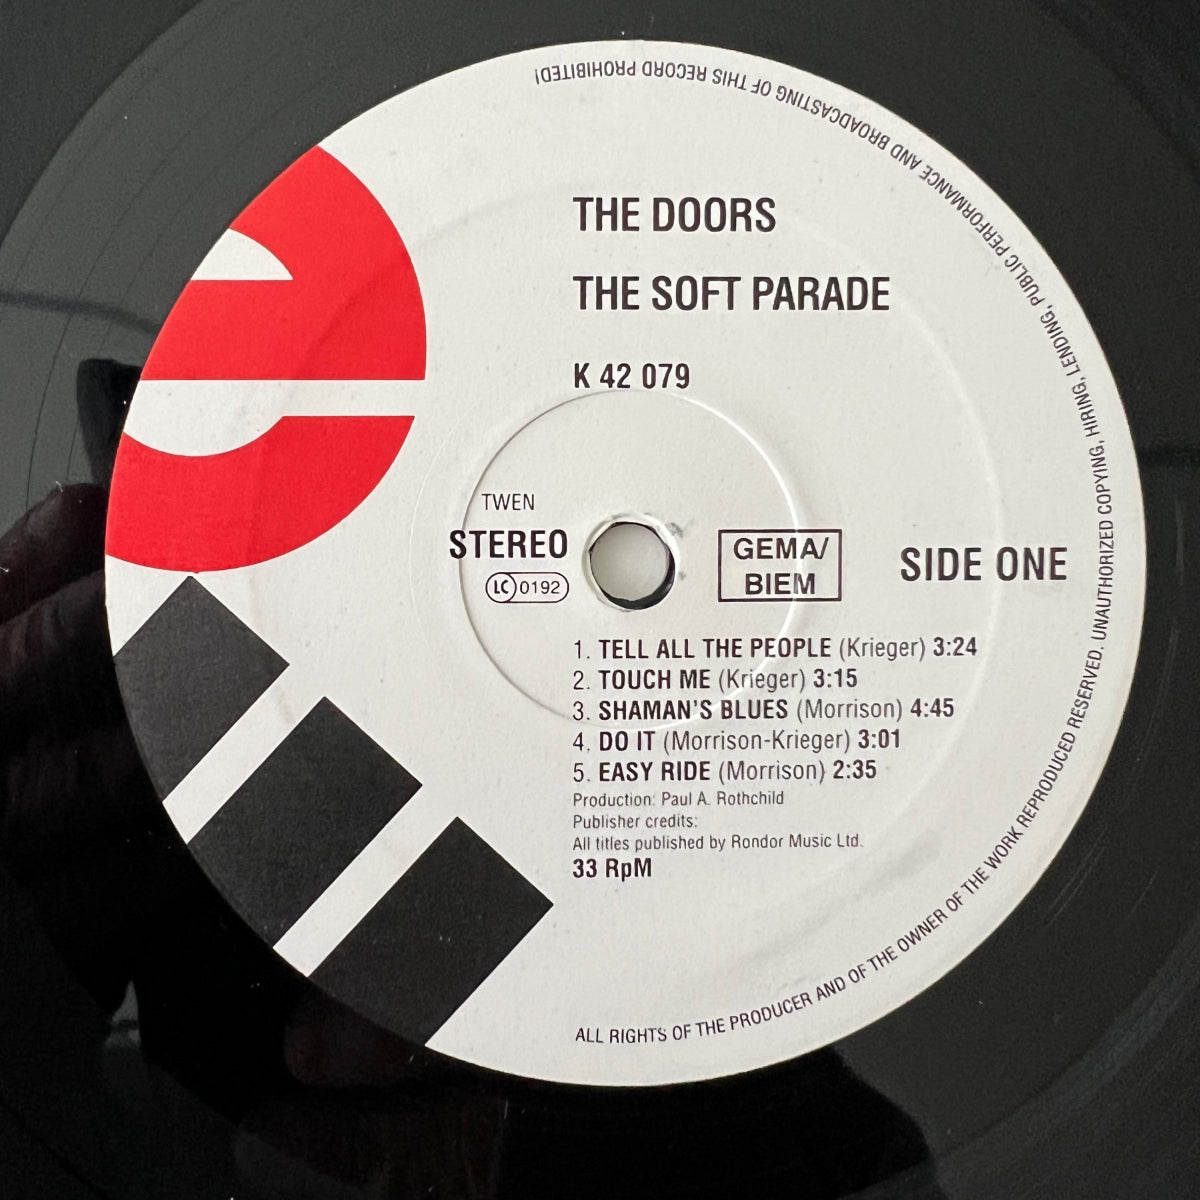 THE DOORS
THE SOFT PARADE
K 42 079
TWEN
STEREO
LC 0192
GEMA/
BIEM
SIDE ONE
1. TELL ALL THE PEOPLE (Krieger) 3:24
2. TOUCH ME (Krieger) 3:15
3. SHAMAN'S BLUES (Morrison) 4:45
4. DO IT (Morrison-Krieger) 3:01
5. EASY RIDE (Morrison) 2:35
Production: Paul A. Rothchild
Publisher credits:
All titles published by Rondor Music Ltd.
33 RpM
ALL RIGHTS OF THE PRODUCER AND OF THE OWNER OF THE WORK REPRODUCED RESERVED. UNAUTHORIZED COPYING, HIRING, LENDING, PUBLIC PERFORMANCE AND BROADCASTING OF THIS RECORD PROHIBITED!